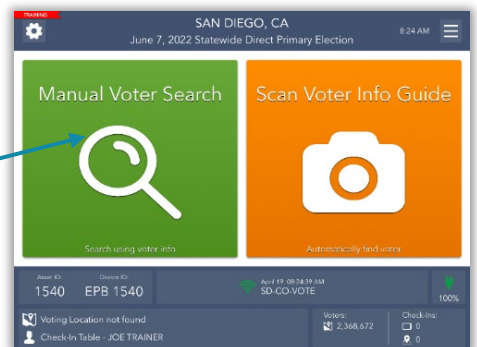 TRAINING
SAN DIEGO, CA
June 7, 2022 Statewide Direct Primary Election
8:24 AM
Manual Voter Search
Search using voter info
Scan Voter Info Guide
Automatically find voter
Asset ID:
1540
Device ID:
EPB 1540
April 19 08:24:39 AM
SD-CO-VOTE
100%
Voting Location not found
Check-In Table - JOE TRAINER
Voters:
2,368,672
Check-Ins:
0
0